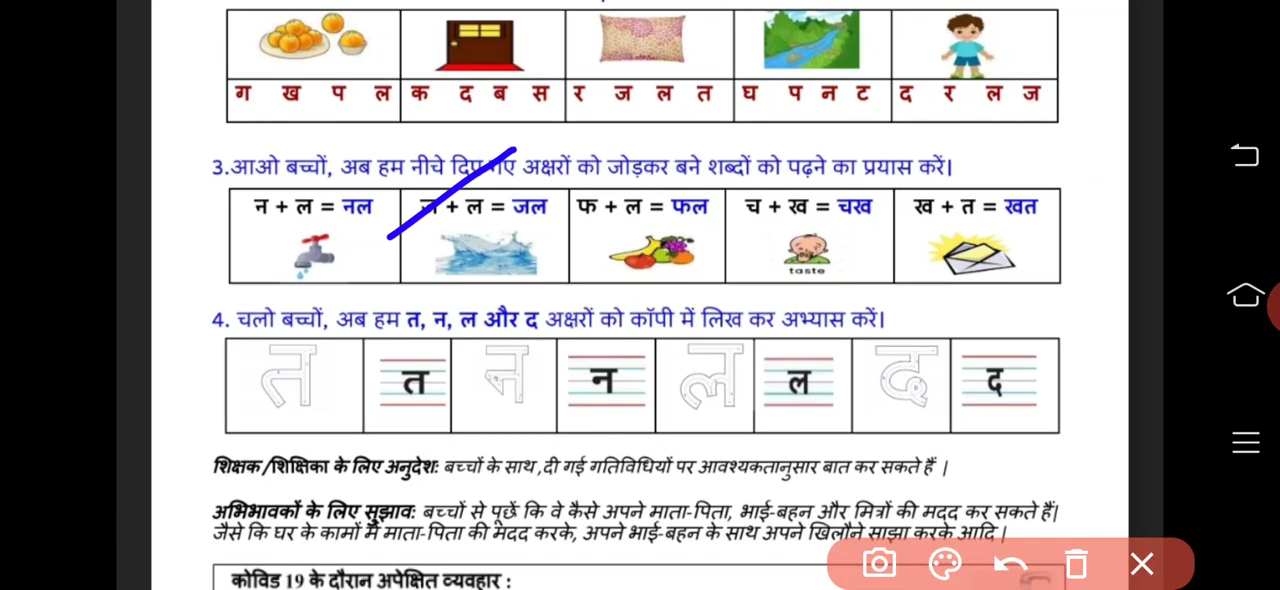 ग ख प ल क द ब स र ज ल त घ प न ट द र ल ज
3.आओ बच्चों, अब हम नीचे दिए गए अक्षरों को जोड़कर बने शब्दों को पढ़ने का प्रयास करें।
न + ल = नल ज + ल = जल फ + ल = फल च + ख = चख ख + त = खत
taste
4. चलो बच्चों, अब हम त, न, ल और द अक्षरों को कॉपी में लिख कर अभ्यास करें।
त त न न ल ल द द
शिक्षक/शिक्षिका के लिए अनुदेश: बच्चों के साथ ,दी गई गतिविधियों पर आवश्यकतानुसार बात कर सकते हैं |
अभिभावकों के लिए सुझाव: बच्चों से पूछें कि वे कैसे अपने माता-पिता, भाई-बहन और मित्रों की मदद कर सकते हैं|
जैसे कि घर के कामों में माता-पिता की मदद करके, अपने भाई-बहन के साथ अपने खिलौने साझा करके आदि |
कोविड 19 के दौरान अपेक्षित व्यवहार :